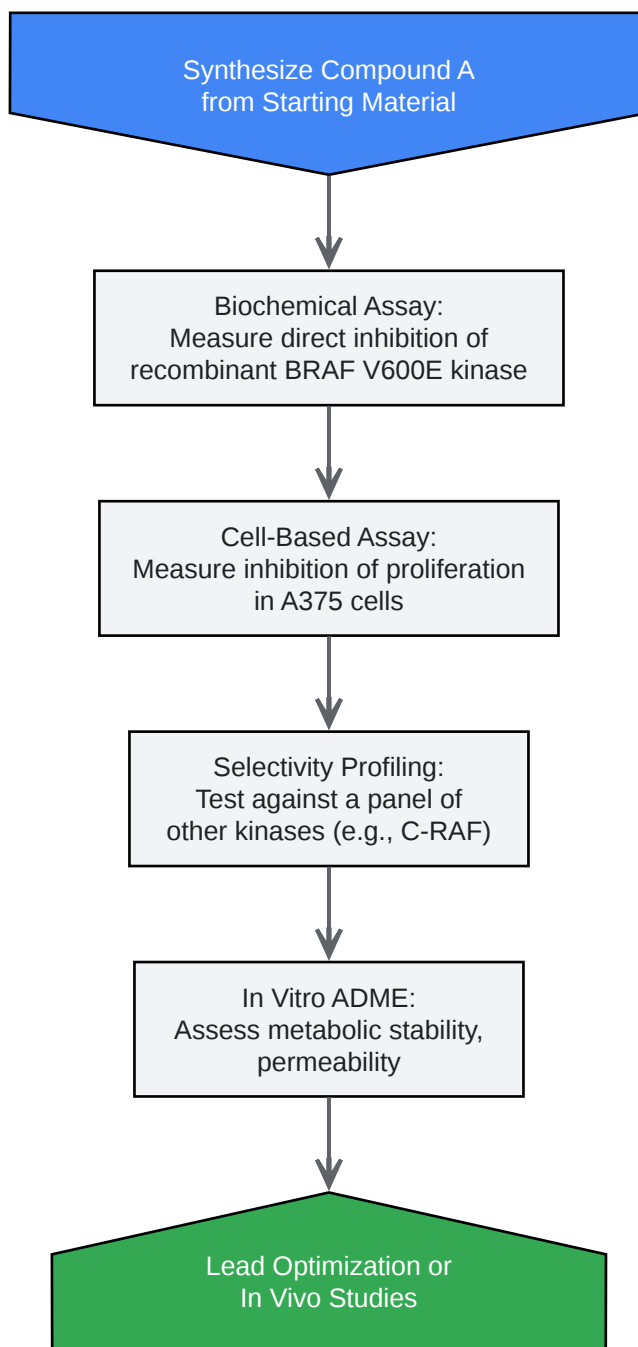 Synthesize Compound A
from Starting Material
Biochemical Assay:
Measure direct inhibition of
recombinant BRAF V600E kinase
Cell-Based Assay:
Measure inhibition of proliferation
in A375 cells
Selectivity Profiling:
Test against a panel of
other kinases (e.g., C-RAF)
In Vitro ADME:
Assess metabolic stability,
permeability
Lead Optimization or
In Vivo Studies